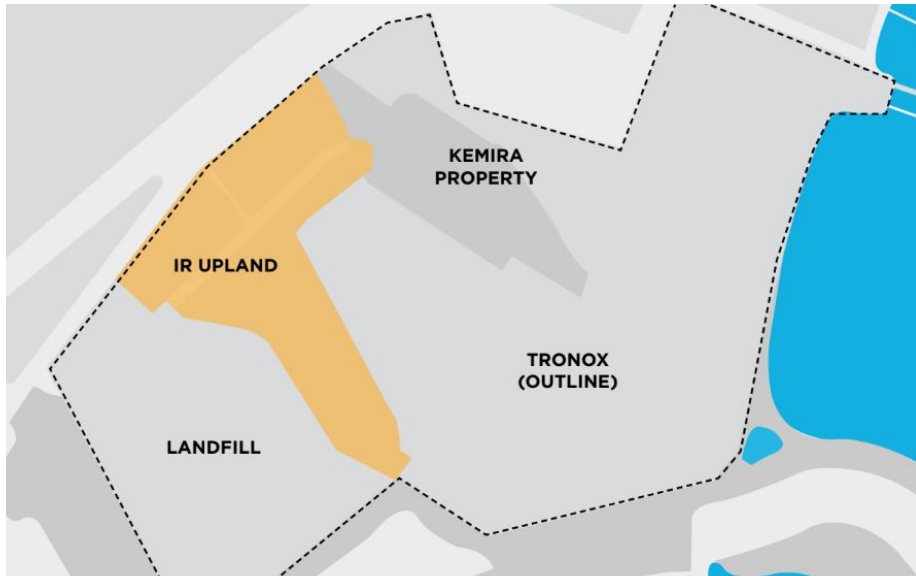 KEMIRA
PROPERTY
IR UPLAND
TRONOX
(OUTLINE)
LANDFILL